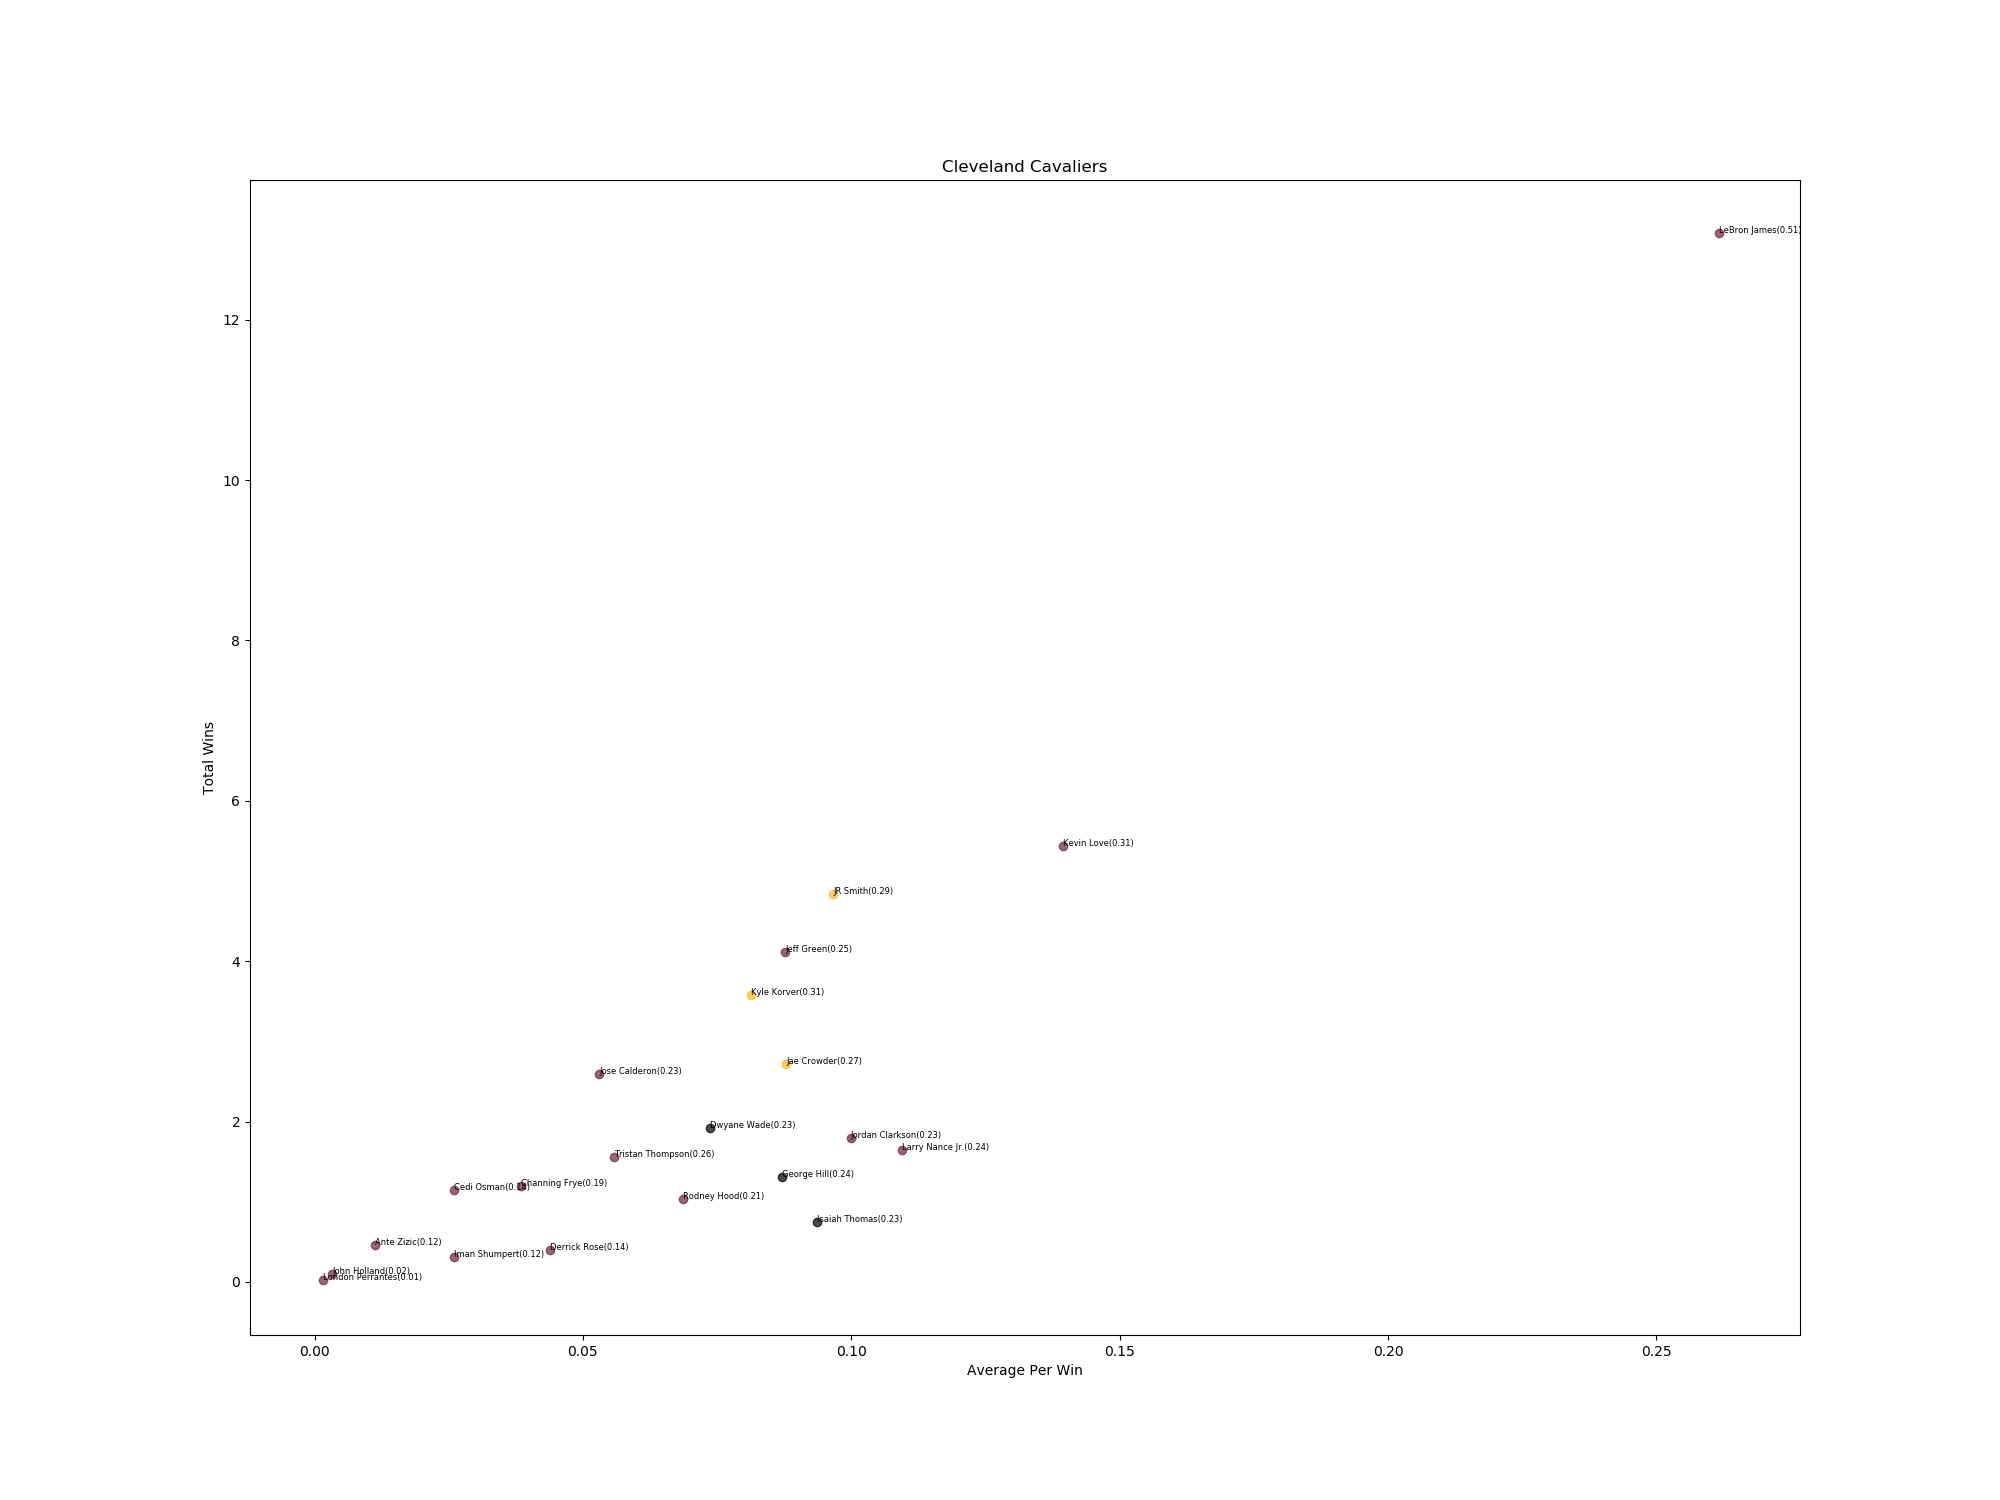 Cleveland Cavaliers
LeBron James(0.51)
12
10
8
Total Wins
6
Kevin Love(0.31)
JR Smith(0.29)
Jeff Green(0.25)
4
Kyle Korver(0.31)
Jae Crowder(0.27)
Jose Calderon(0.23)
2
Dwyane Wade(0.23)
Jordan Clarkson(0.23)
Larry Nance Jr.(0.24)
Tristan Thompson(0.26)
George Hill(0.24)
Channing Frye(0.19)
Cedi Osman(0.14)
Rodney Hood(0.21)
Isaiah Thomas(0.23)
Ante Zizic(0.12)
Derrick Rose(0.14)
Iman Shumpert(0.12)
John Holland(0.02)
London Perrantes(0.01)
0
0.00 0.05 0.10 0.15 0.20 0.25
Average Per Win